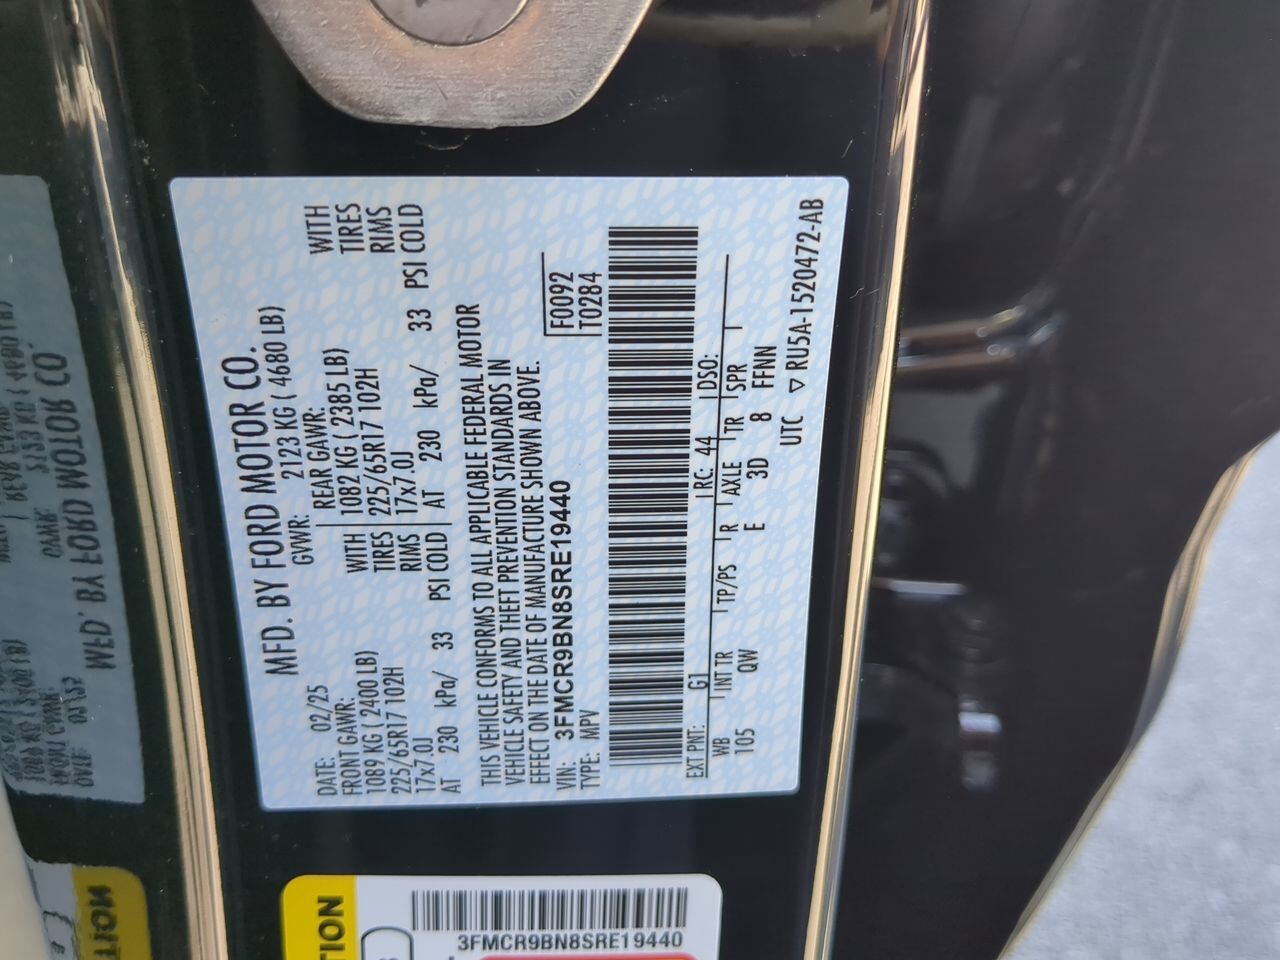 MFD. BY FORD MOTOR CO.
DATE: 02/25 GVWR: 2123 KG ( 4680 LB)
FRONT GAWR: REAR GAWR:
1089 KG ( 2400 LB) WITH 1082 KG ( 2385 LB) WITH
225/65R17 102H TIRES 225/65R17 102H TIRES
17x7.0J RIMS 17x7.0J RIMS
AT 230 kPa/ 33 PSI COLD AT 230 kPa/ 33 PSI COLD
THIS VEHICLE CONFORMS TO ALL APPLICABLE FEDERAL MOTOR
VEHICLE SAFETY AND THEFT PREVENTION STANDARDS IN
EFFECT ON THE DATE OF MANUFACTURE SHOWN ABOVE.
VIN: 3FMCR9BN8SRE19440 F0092
TYPE: MPV T0284
EXT PNT: G1 RC: 44 DSO:
WB INT TR TP/PS R AXLE TR SPR
105 QW E 3D 8 FFNN
UTC ▽ RU5A-1520472-AB
TION
3FMCR9BN8SRE19440